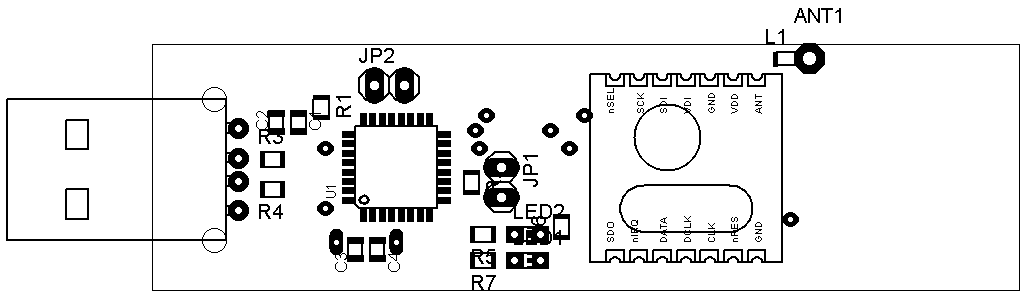 ANT1
L1
JP2
R1
C2
C1
R3
R4
U1
JP1
nSEL
SCK
SDI
GND
VDD
ANT
LED2
SDO
nIRQ
DATA
DCLK
CLK
nRES
GND
C3
C4
R5
R7